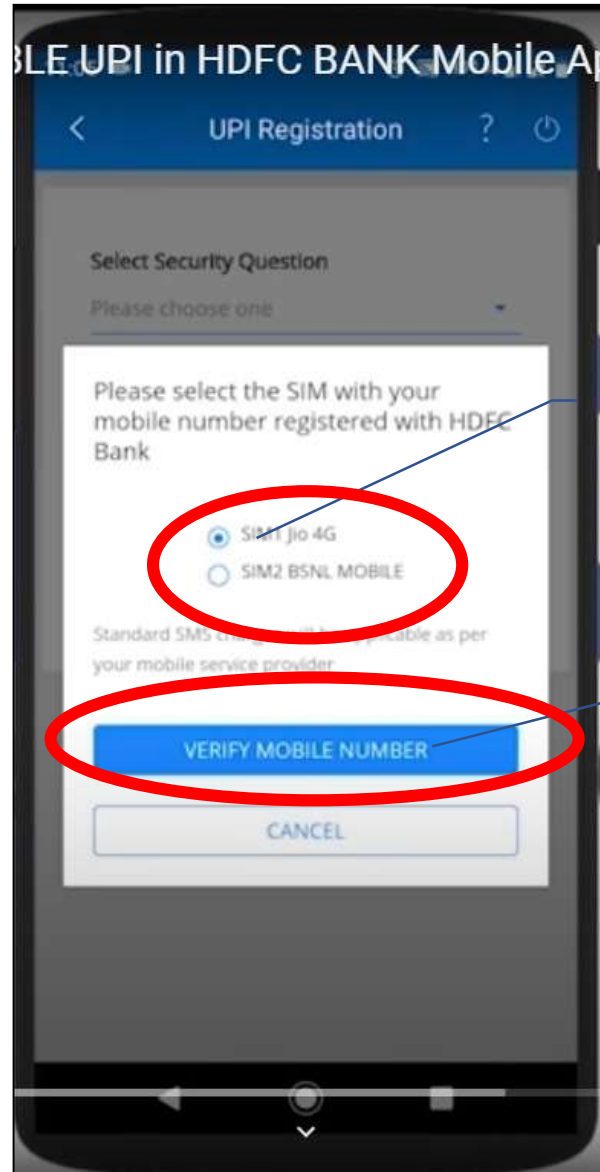 BLE UPI in HDFC BANK Mobile Ap
UPI Registration ?
Select Security Question
Please choose one
Please select the SIM with your
mobile number registered with HDFC
Bank
SIM1 Jio 4G
SIM2 BSNL MOBILE
Standard SMS will be applicable as per
your mobile service provider
VERIFY MOBILE NUMBER
CANCEL